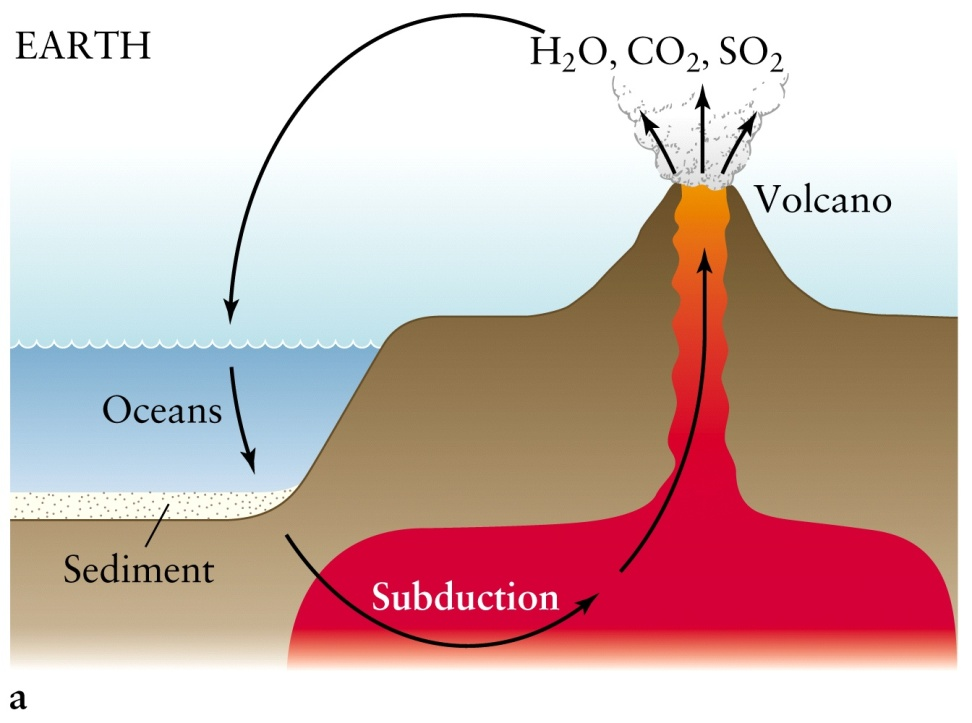 EARTH
H₂O, CO₂, SO₂
Volcano
Oceans
Sediment
Subduction
a